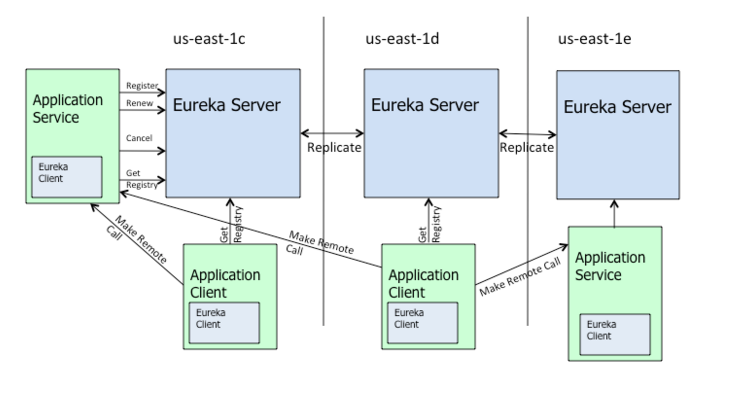 us-east-1c
us-east-1d
us-east-1e
Application
Service
Eureka
Client
Register
Renew
Cancel
Get
Registry
Eureka Server
Replicate
Eureka Server
Replicate
Eureka Server
Make Remote
Call
Get
Registry
Make Remote
Call
Get
Registry
Make Remote Call
Application
Client
Eureka
Client
Application
Client
Eureka
Client
Application
Service
Eureka
Client